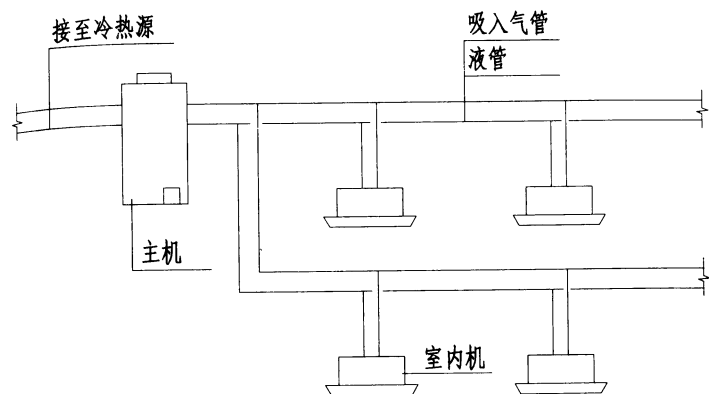 接至冷热源
吸入气管
液管
主机
室内机